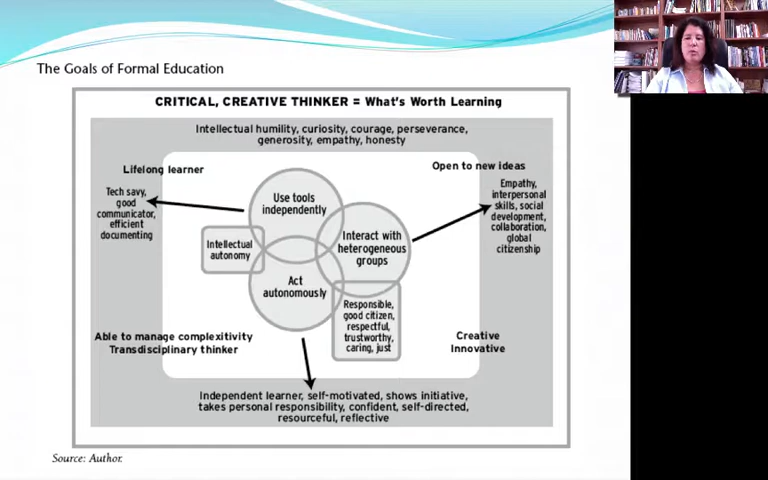 The Goals of Formal Education
CRITICAL, CREATIVE THINKER = What's Worth Learning
Intellectual humility, curiosity, courage, perseverance,
generosity, empathy, honesty
Lifelong learner
Open to new ideas
Tech savy,
good
communicator,
efficient
documenting
Use tools
independently
Empathy,
interpersonal
skills, social
development,
collaboration,
global
citizenship
Intellectual
autonomy
Interact with
heterogeneous
groups
Act
autonomously
Responsible,
good citizen,
respectful,
trustworthy,
caring, just
Able to manage complexitivity
Transdisciplinary thinker
Creative
Innovative
Independent learner, self-motivated, shows initiative,
takes personal responsibility, confident, self-directed,
resourceful, reflective
Source: Author.